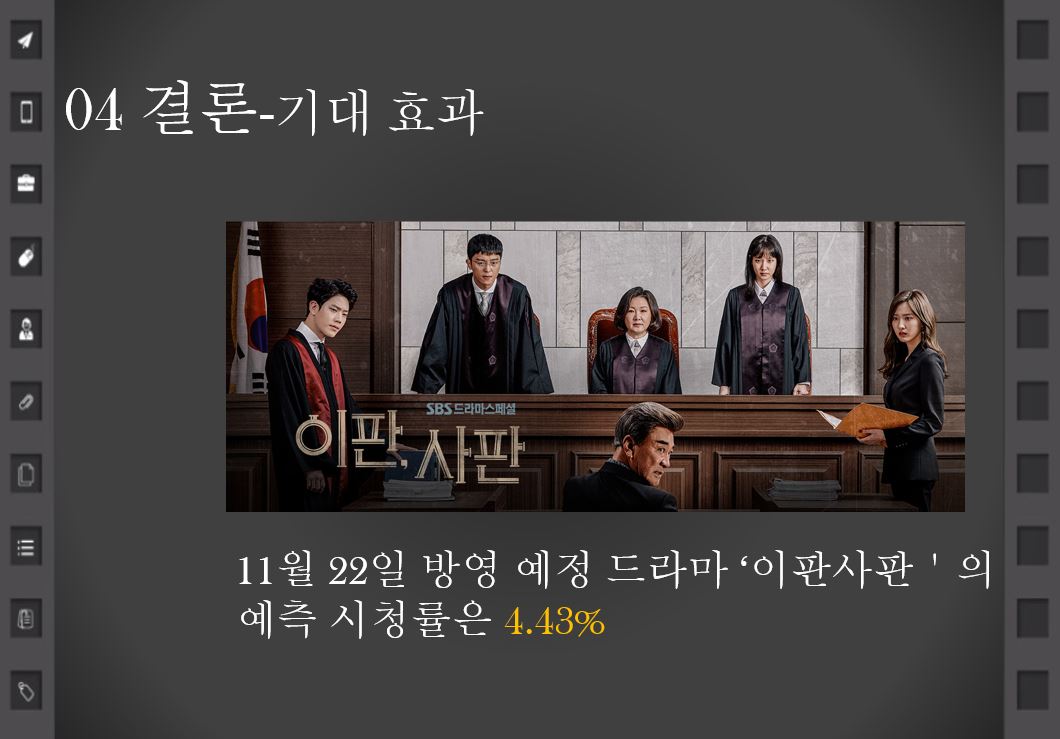 04 결론-기대 효과
SBS 드라마스페셜
이판, 사판
11월 22일 방영 예정 드라마 ‘이판사판 ' 의
예측 시청률은 4.43%